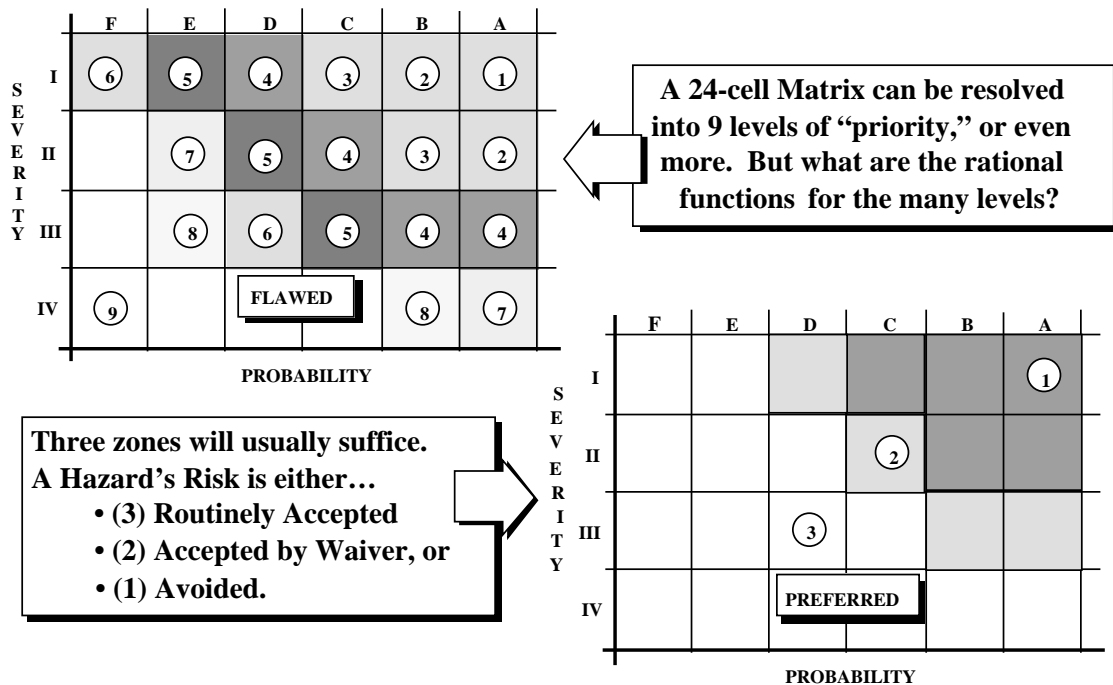 F E D C B A
S E V E R I T Y
I 6 5 4 3 2 1
II 7 5 4 3 2
III 8 6 5 4 4
IV 9 8 7
FLAWED
PROBABILITY
A 24-cell Matrix can be resolved
into 9 levels of “priority,” or even
more. But what are the rational
functions for the many levels?
Three zones will usually suffice.
A Hazard’s Risk is either…
• (3) Routinely Accepted
• (2) Accepted by Waiver, or
• (1) Avoided.
F E D C B A
S E V E R I T Y
I 1
II 2
III 3
IV
PREFERRED
PROBABILITY